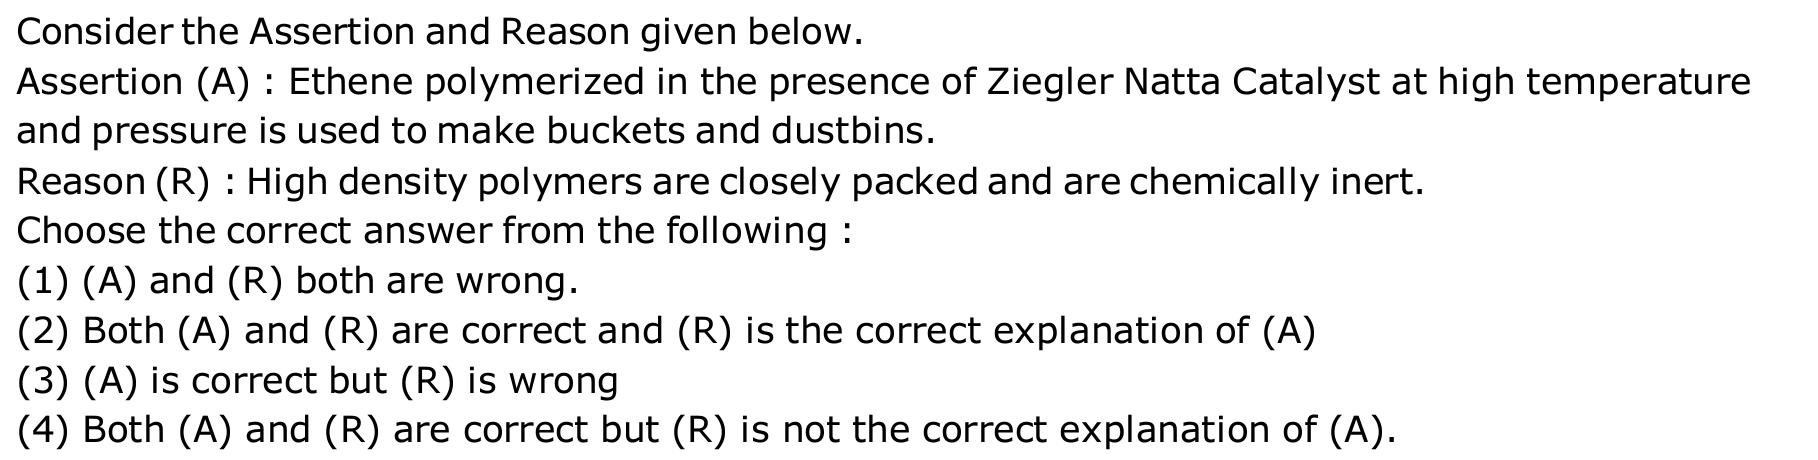 Consider the Assertion and Reason given below.
Assertion (A) : Ethene polymerized in the presence of Ziegler Natta Catalyst at high temperature
and pressure is used to make buckets and dustbins.
Reason (R) : High density polymers are closely packed and are chemically inert.
Choose the correct answer from the following :
(1) (A) and (R) both are wrong.
(2) Both (A) and (R) are correct and (R) is the correct explanation of (A)
(3) (A) is correct but (R) is wrong
(4) Both (A) and (R) are correct but (R) is not the correct explanation of (A).